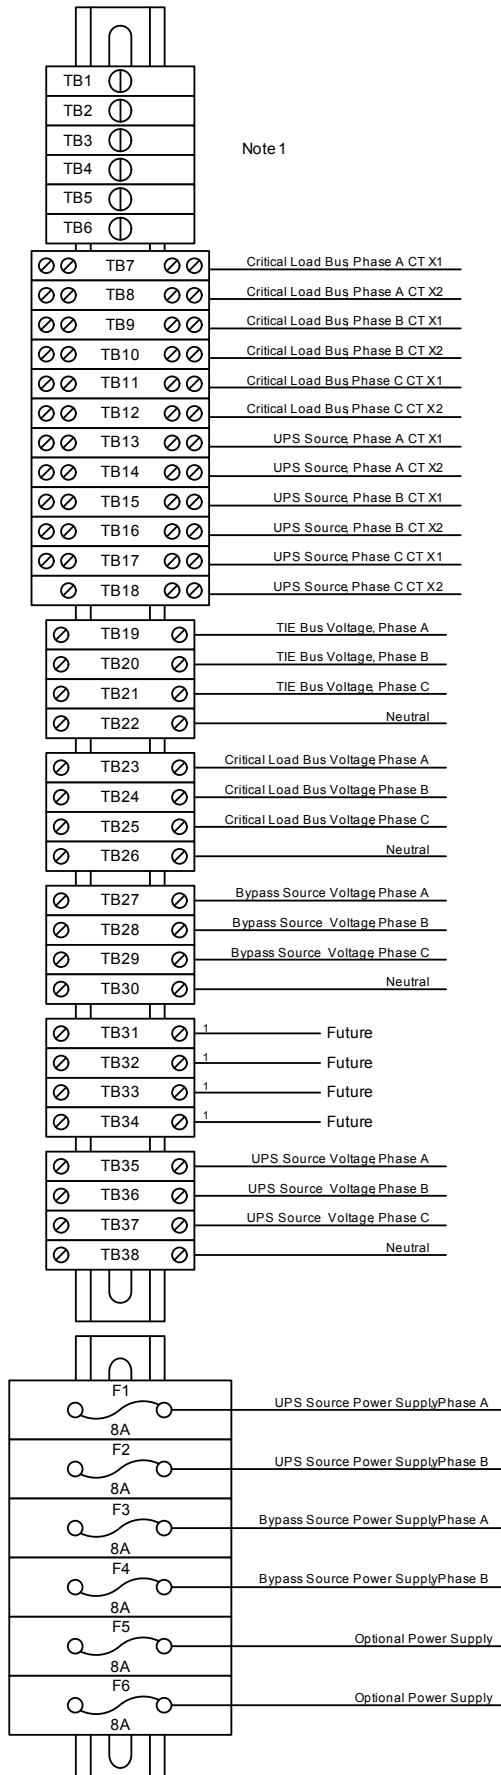 TB1
TB2
TB3
Note 1
TB4
TB5
TB6
TB7 Critical Load Bus, Phase A CT X1
TB8 Critical Load Bus, Phase A CT X2
TB9 Critical Load Bus, Phase B CT X1
TB10 Critical Load Bus, Phase B CT X2
TB11 Critical Load Bus, Phase C CT X1
TB12 Critical Load Bus, Phase C CT X2
TB13 UPS Source, Phase A CT X1
TB14 UPS Source, Phase A CT X2
TB15 UPS Source, Phase B CT X1
TB16 UPS Source, Phase B CT X2
TB17 UPS Source, Phase C CT X1
TB18 UPS Source, Phase C CT X2
TB19 TIE Bus Voltage, Phase A
TB20 TIE Bus Voltage, Phase B
TB21 TIE Bus Voltage, Phase C
TB22 Neutral
TB23 Critical Load Bus Voltage, Phase A
TB24 Critical Load Bus Voltage, Phase B
TB25 Critical Load Bus Voltage, Phase C
TB26 Neutral
TB27 Bypass Source Voltage, Phase A
TB28 Bypass Source Voltage, Phase B
TB29 Bypass Source Voltage, Phase C
TB30 Neutral
TB31 1 Future
TB32 1 Future
TB33 1 Future
TB34 1 Future
TB35 UPS Source Voltage, Phase A
TB36 UPS Source Voltage, Phase B
TB37 UPS Source Voltage, Phase C
TB38 Neutral
F1
UPS Source Power Supply, Phase A
8A
F2
UPS Source Power Supply, Phase B
8A
F3
Bypass Source Power Supply, Phase A
8A
F4
Bypass Source Power Supply, Phase B
8A
F5
Optional Power Supply
8A
F6
Optional Power Supply
8A